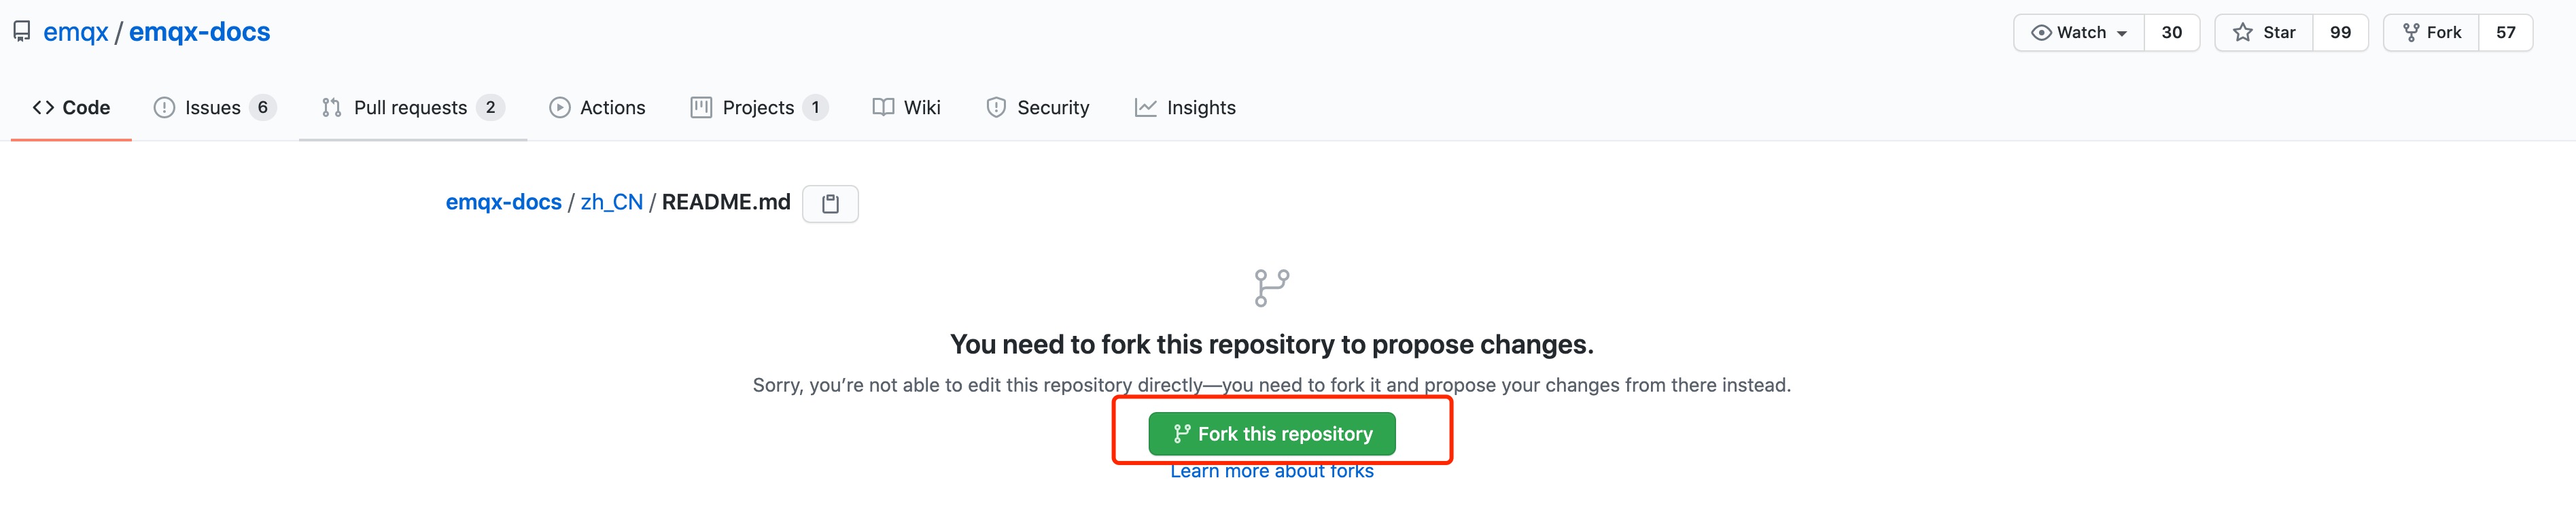 emqx / emqx-docs
Watch 30 Star 99 Fork 57
Code Issues 6 Pull requests 2 Actions Projects 1 Wiki Security Insights
emqx-docs / zh_CN / README.md
You need to fork this repository to propose changes.
Sorry, you’re not able to edit this repository directly—you need to fork it and propose your changes from there instead.
Fork this repository
Learn more about forks